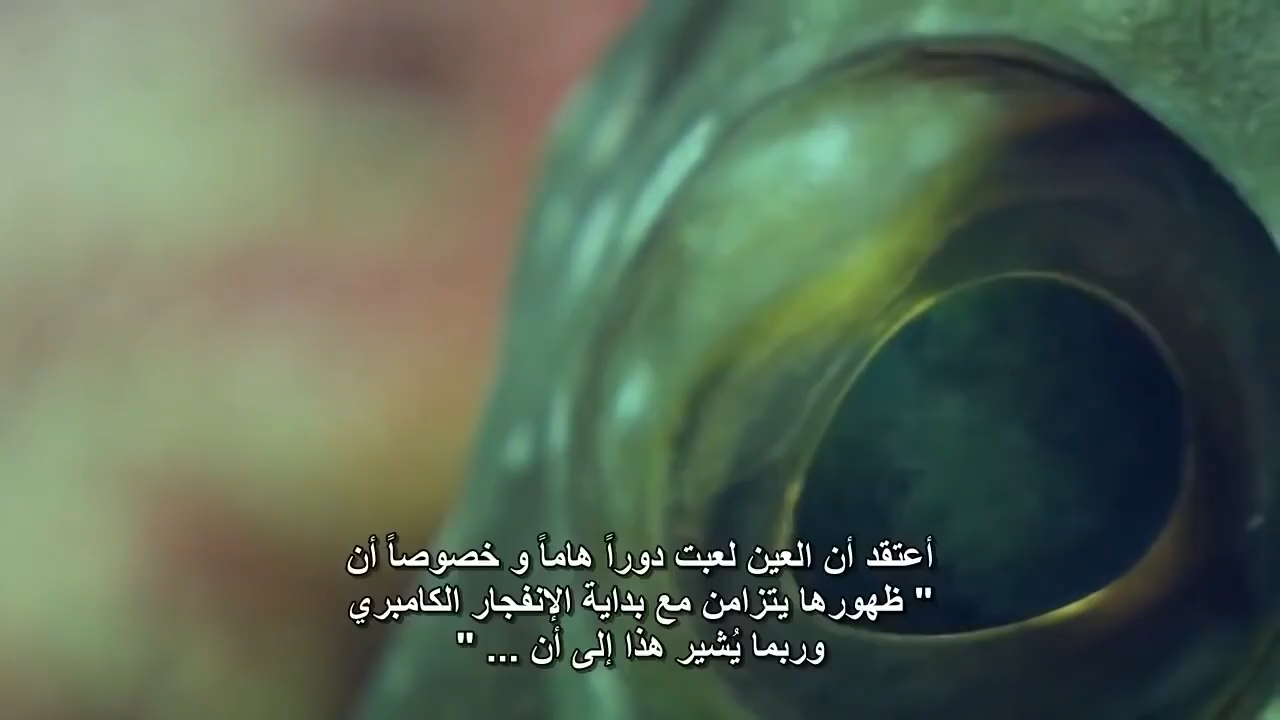 أعتقد أن العين لعبت دوراً هاماً و خصوصاً أن
" ظهورها يتزامن مع بداية الإنفجار الكامبري
وربما يُشير هذا إلى أن ... "